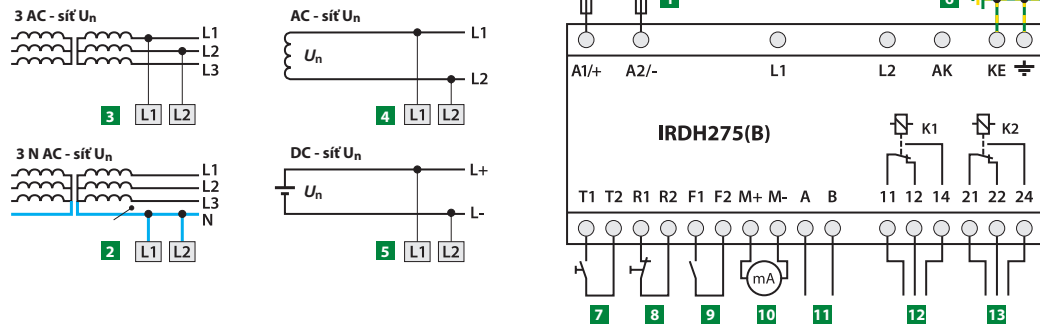 3 AC - síť Un
L1
L2
L3
3 L1 L2
AC - síť Un
L1
Un
L2
4 L1 L2
3 N AC - síť Un
L1
L2
L3
N
2 L1 L2
DC - síť Un
L+
Un
L-
5 L1 L2
A1/+ A2/- L1 L2 AK KE
IRDH275(B)
K1 K2
T1 T2 R1 R2 F1 F2 M+ M- A B 11 12 14 21 22 24
mA
7 8 9 10 11 12 13